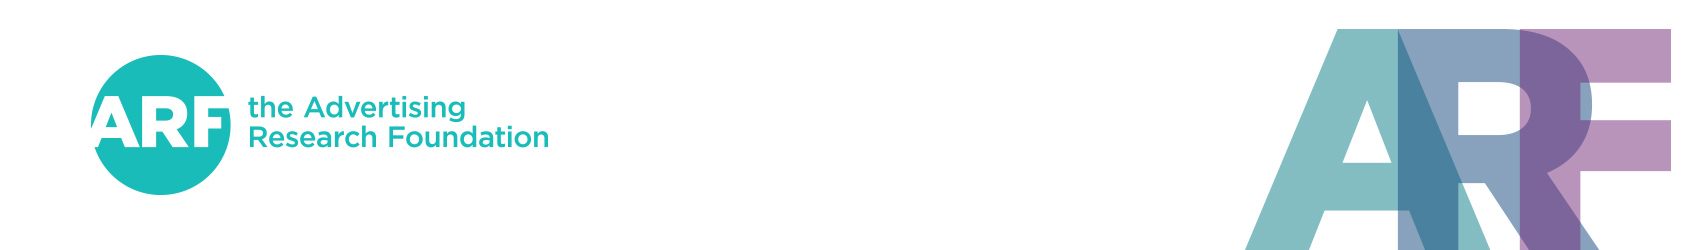 ARF
the Advertising
Research Foundation
ARF